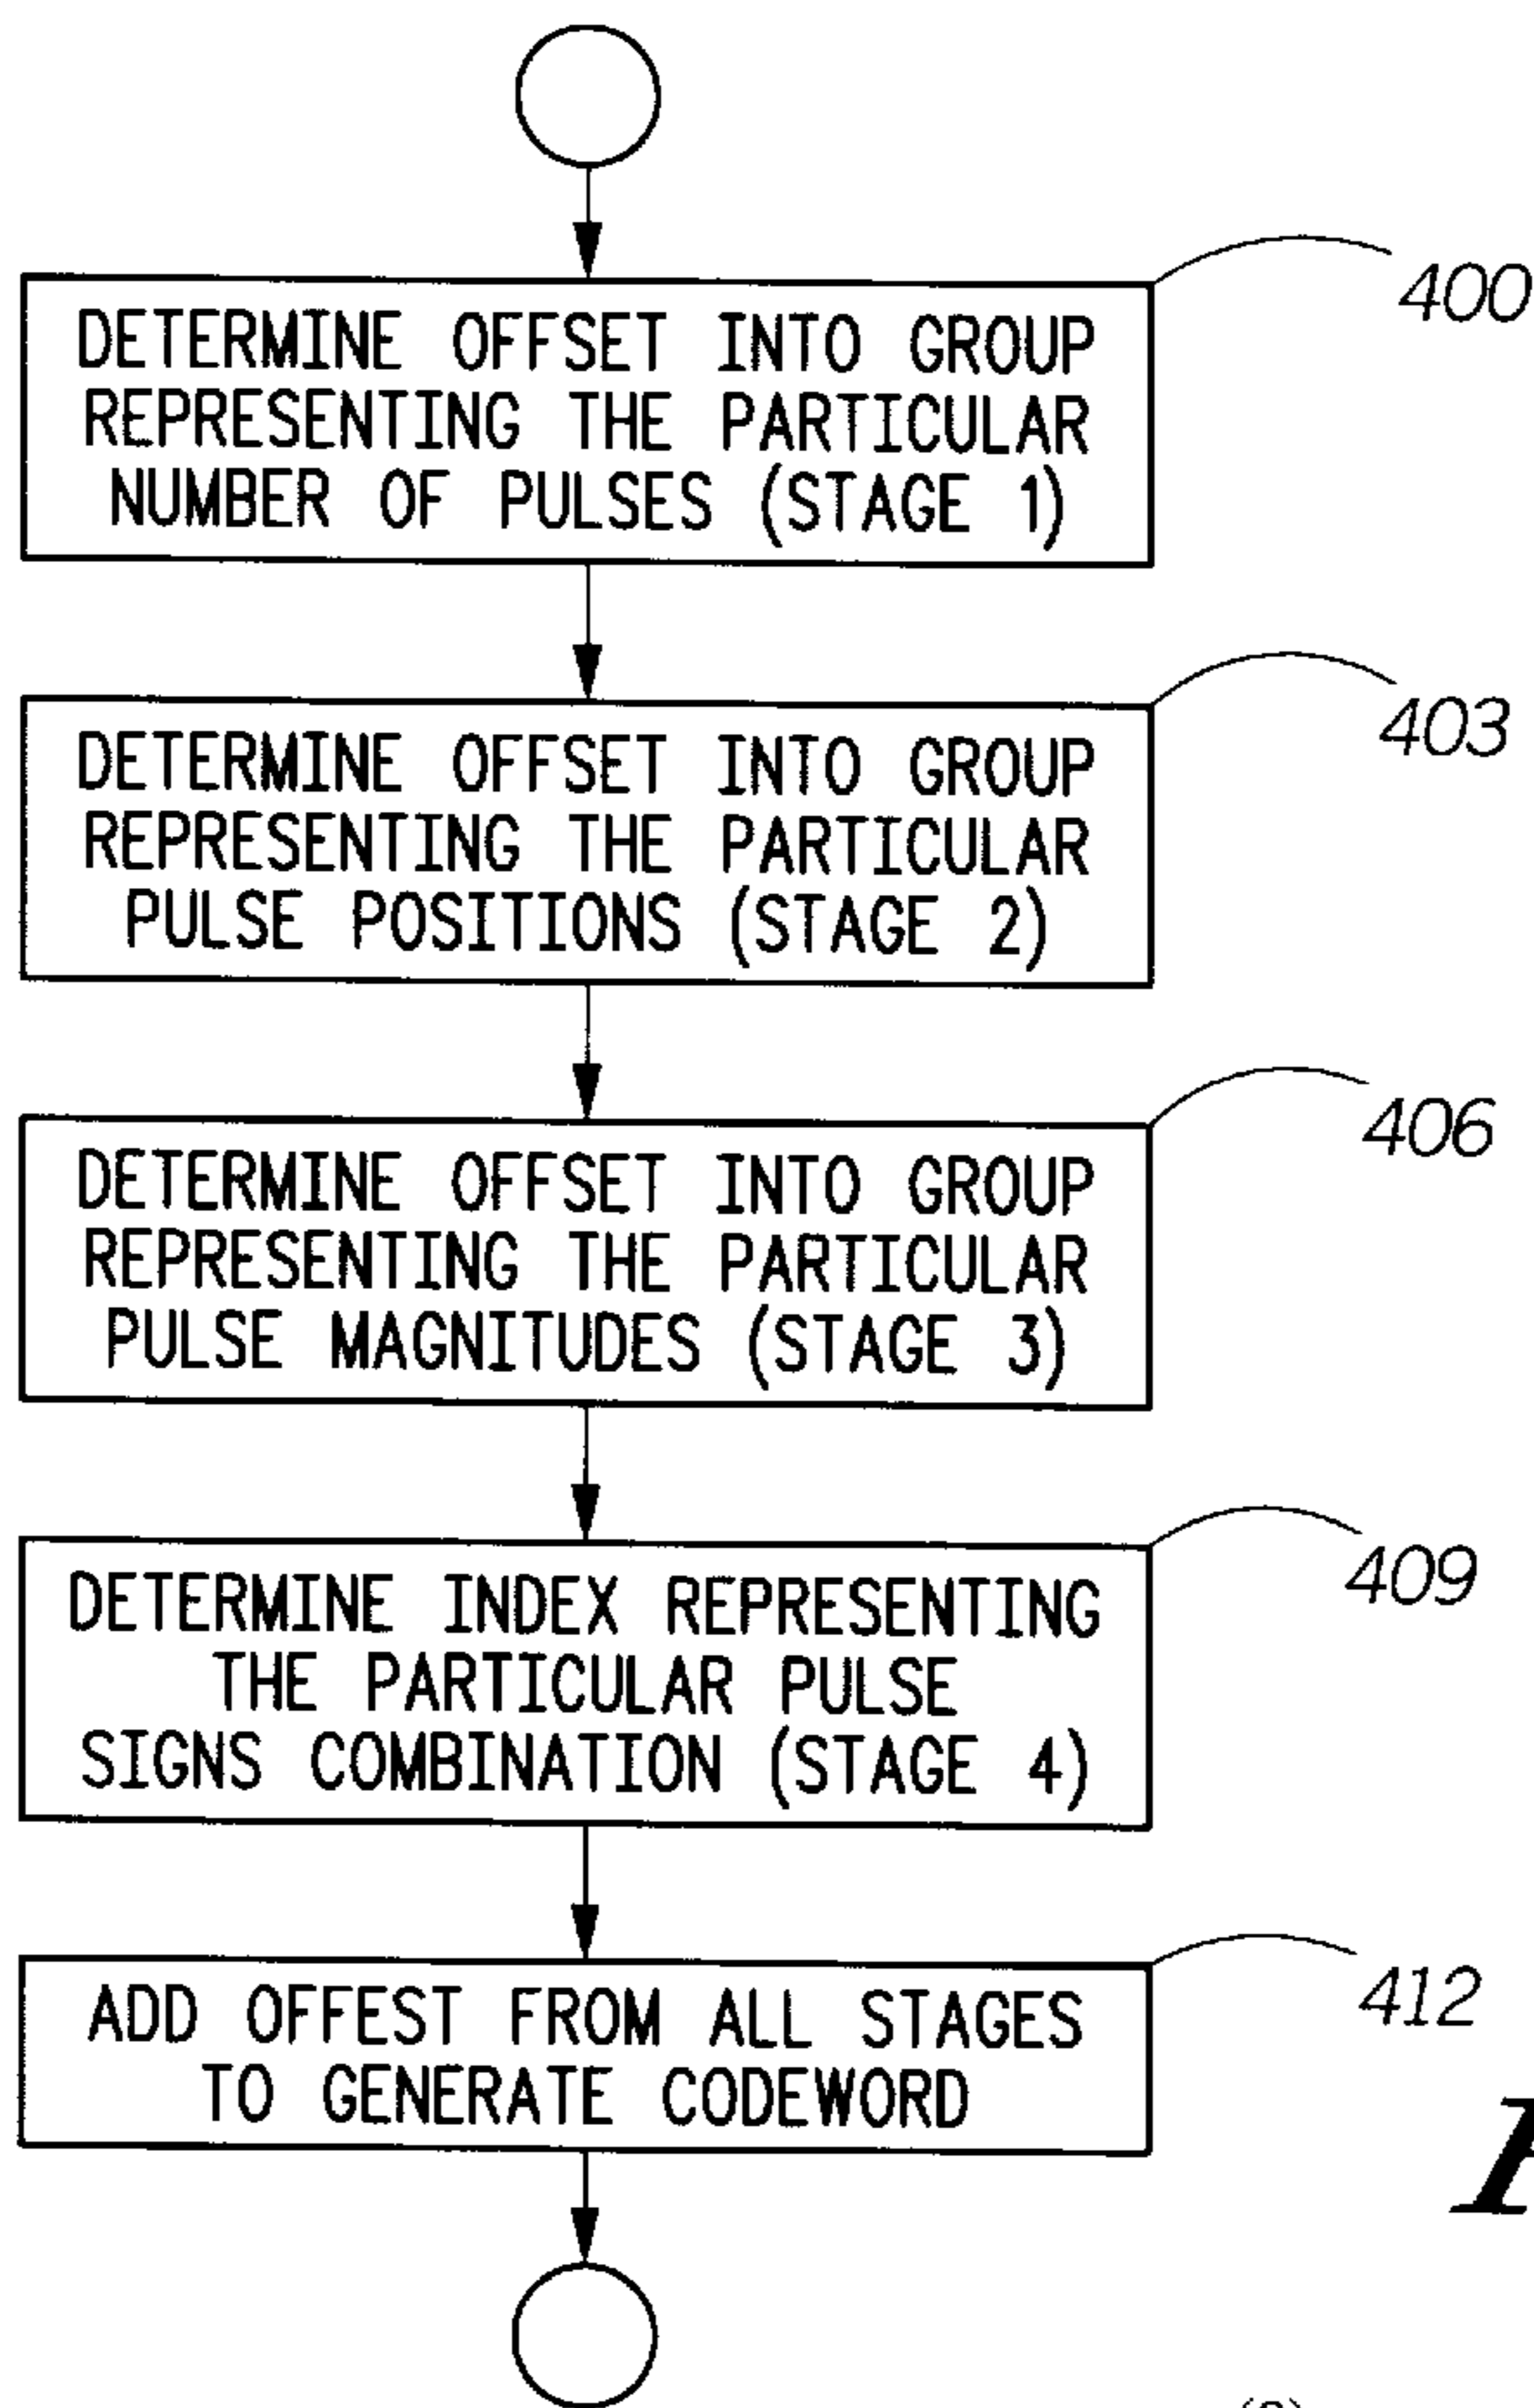 400
DETERMINE OFFSET INTO GROUP
REPRESENTING THE PARTICULAR
NUMBER OF PULSES (STAGE 1)
403
DETERMINE OFFSET INTO GROUP
REPRESENTING THE PARTICULAR
PULSE POSITIONS (STAGE 2)
406
DETERMINE OFFSET INTO GROUP
REPRESENTING THE PARTICULAR
PULSE MAGNITUDES (STAGE 3)
409
DETERMINE INDEX REPRESENTING
THE PARTICULAR PULSE
SIGNS COMBINATION (STAGE 4)
412
ADD OFFEST FROM ALL STAGES
TO GENERATE CODEWORD